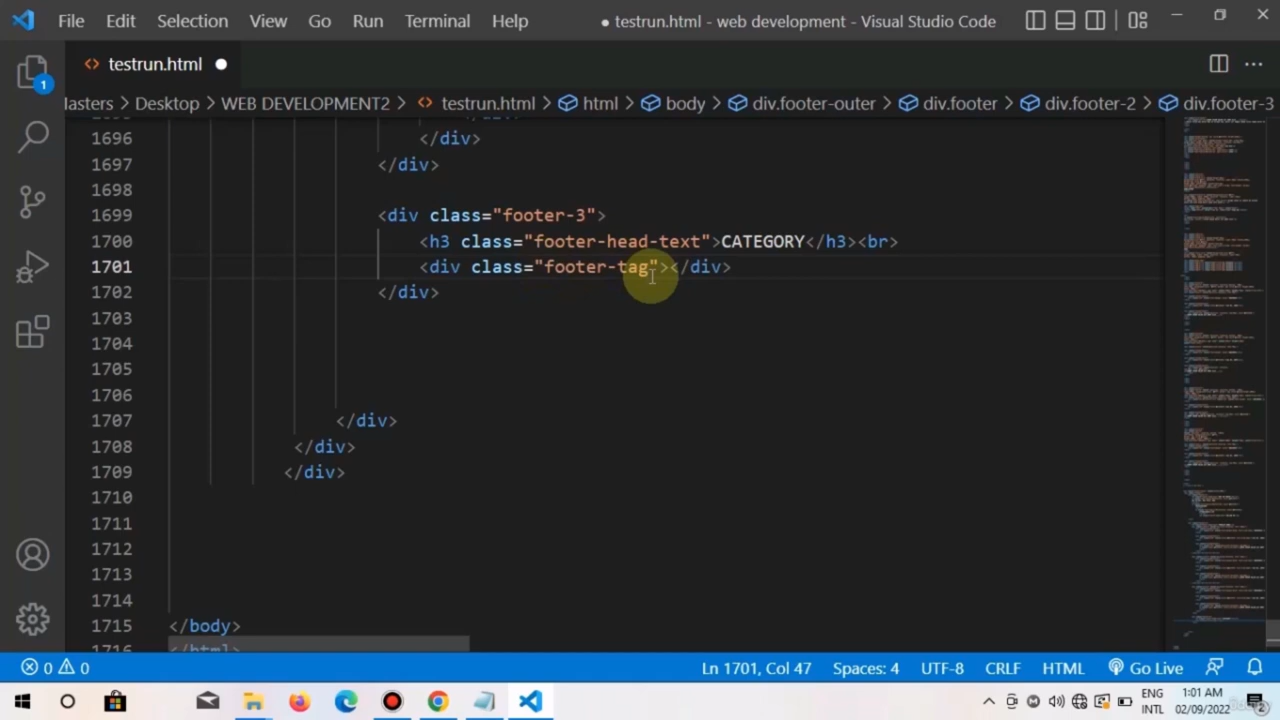 File Edit Selection View Go Run Terminal Help ● testrun.html - web development - Visual Studio Code
<> testrun.html ●
lasters > Desktop > WEB DEVELOPMENT2 > <> testrun.html > html > body > div.footer-outer > div.footer > div.footer-2 > div.footer-3
1
1696 </div>
1697 </div>
1698
1699 <div class="footer-3">
1700 <h3 class="footer-head-text">CATEGORY</h3><br>
1701 <div class="footer-tag"></div>
1702 </div>
1703
1704
1705
1706
1707 </div>
1708 </div>
1709 </div>
1710
1711
1712
1713
1714
1715 </body>
1716 </html>
0 0 Ln 1701, Col 47 Spaces: 4 UTF-8 CRLF HTML Go Live
ENG 1:01 AM
INTL 02/09/2022 2